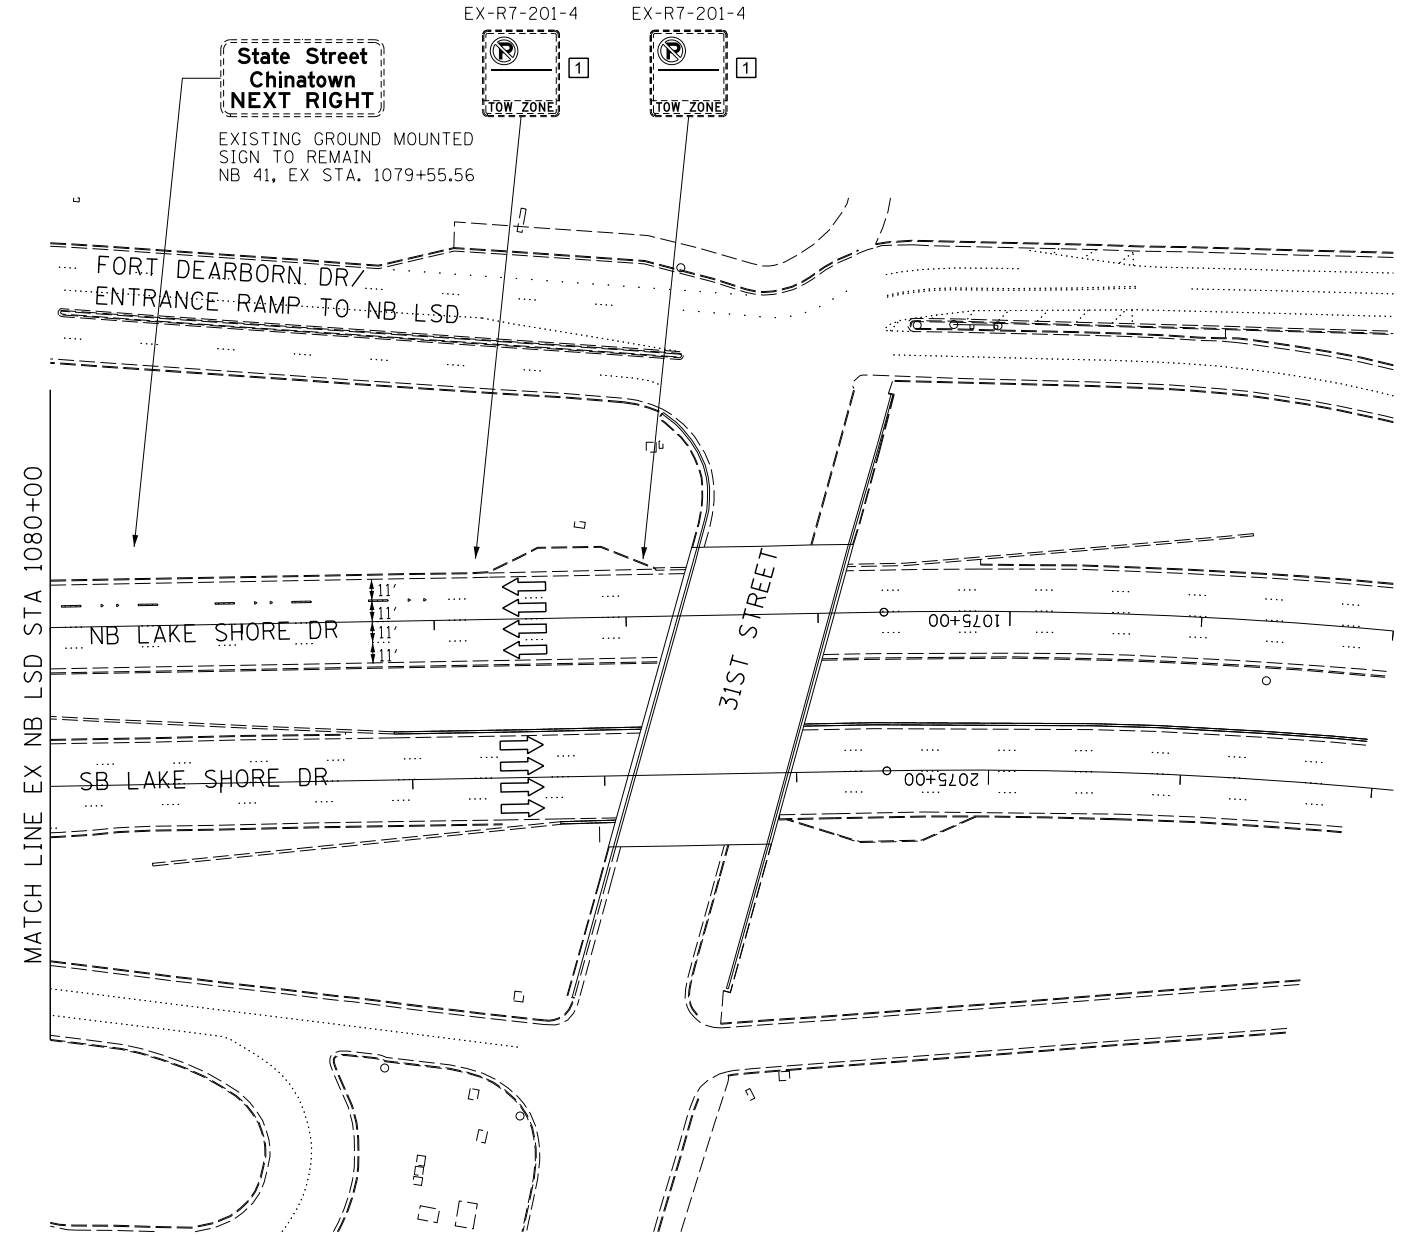 EX-R7-201-4
EX-R7-201-4
State Street
Chinatown
NEXT RIGHT
P
TOW ZONE
1
P
TOW ZONE
1
EXISTING GROUND MOUNTED
SIGN TO REMAIN
NB 41, EX STA. 1079+55.56
FORT DEARBORN DR/
ENTRANCE RAMP TO NB LSD
MATCH LINE EX NB LSD STA 1080+00
11'
11'
11'
11'
NB LAKE SHORE DR
31ST STREET
1075+00
SB LAKE SHORE DR
2075+00